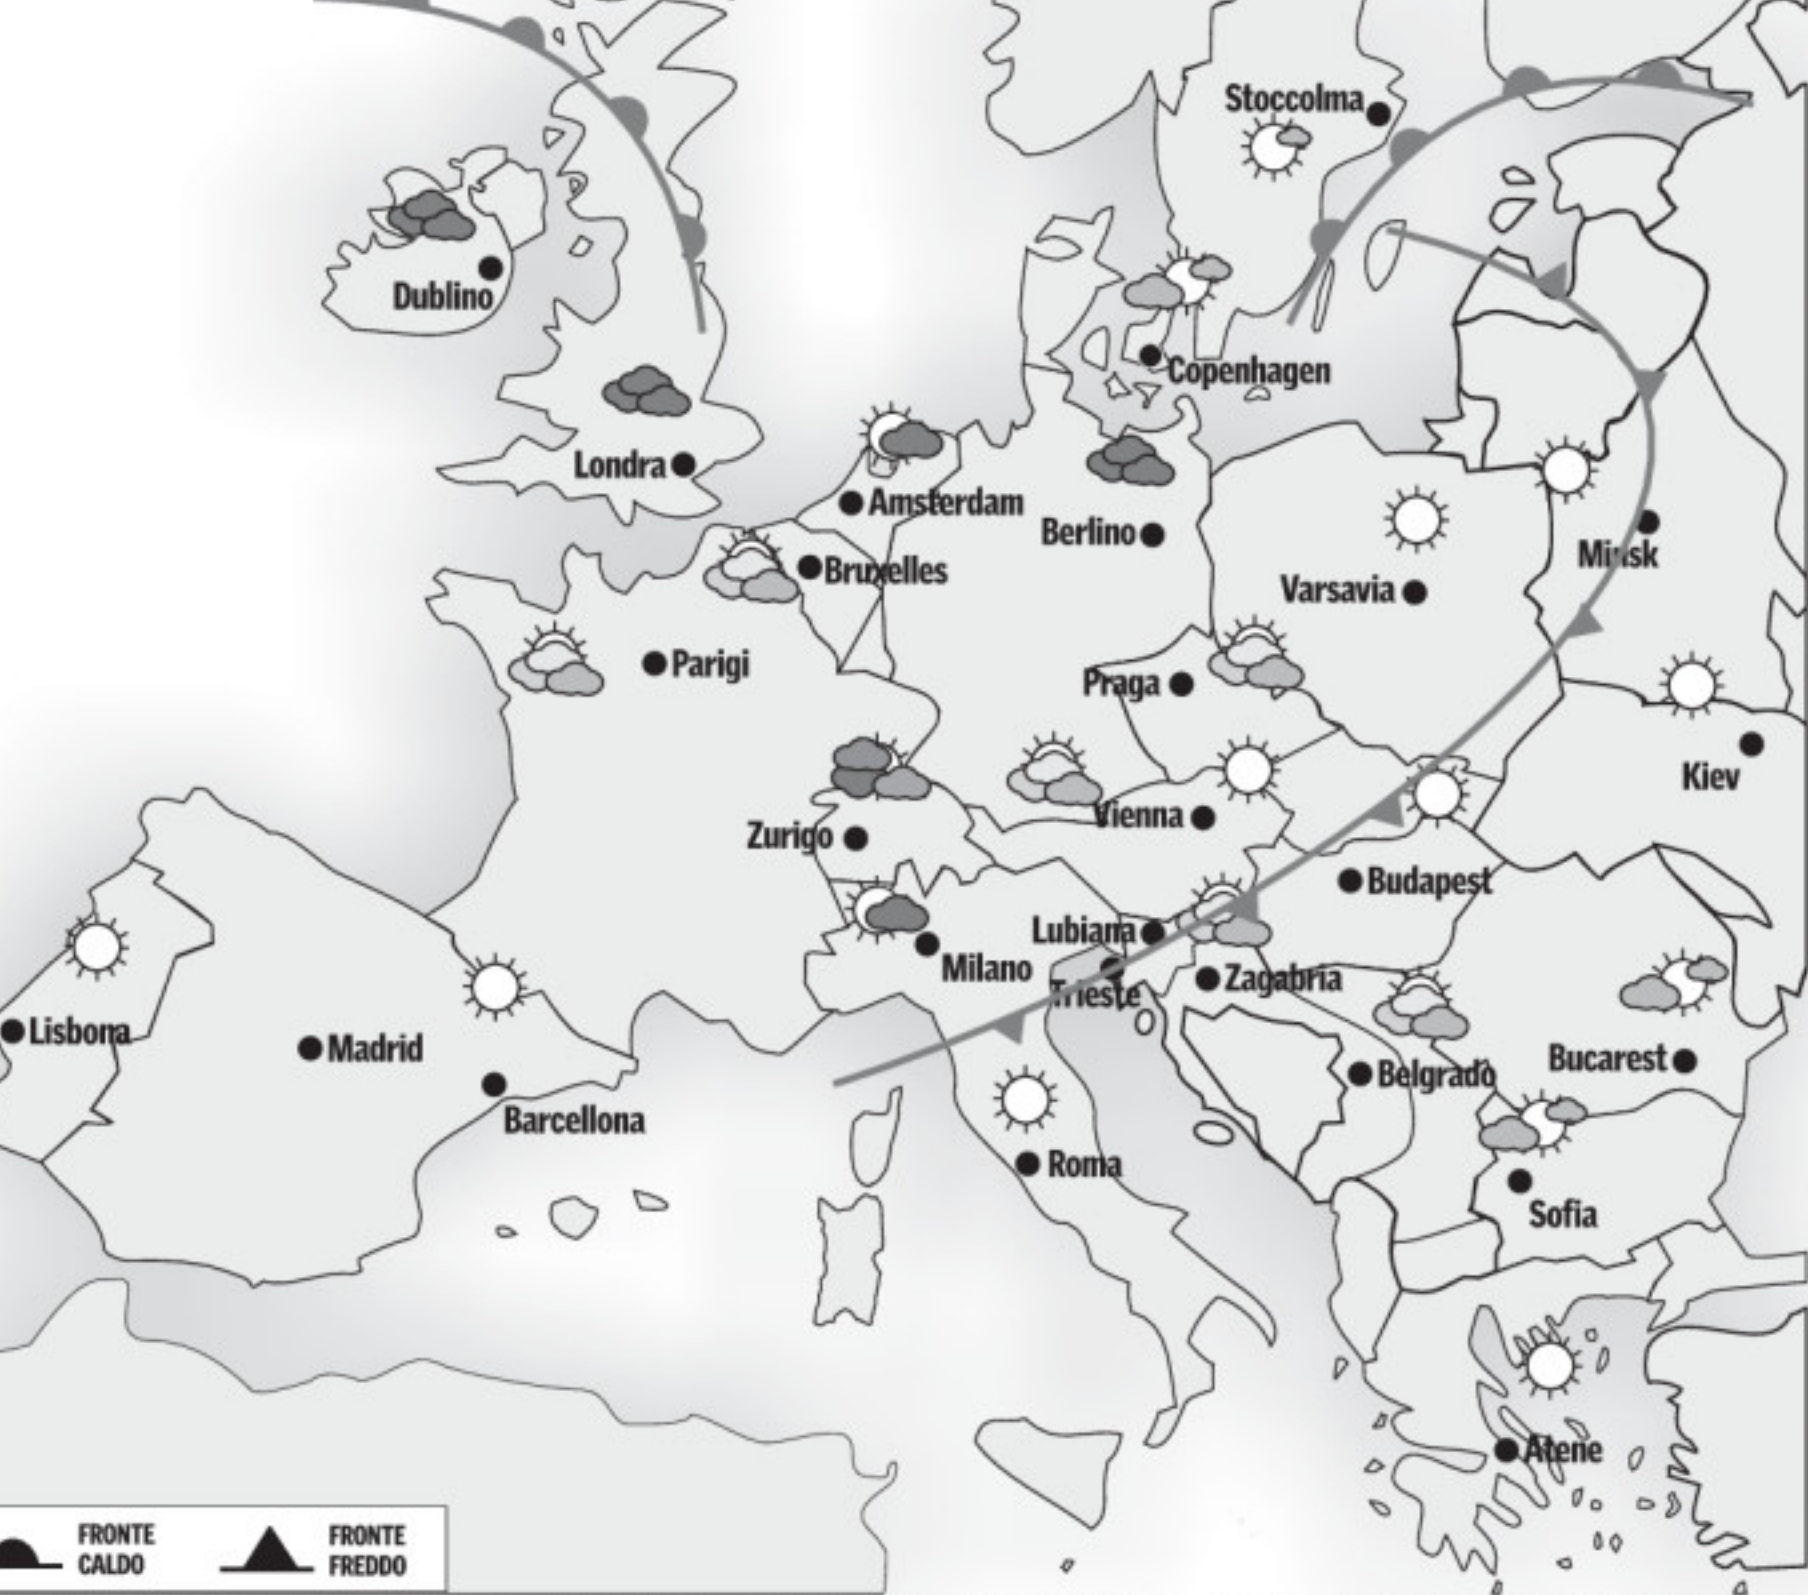 Stoccolma
Dublino
Copenhagen
Londra
Amsterdam
Berlino
Bruxelles
Minsk
Varsavia
Parigi
Praga
Kiev
Vienna
Zurigo
Budapest
Lubiana
Milano
Trieste
Zagabria
Lisbona
Madrid
Belgrado
Bucarest
Barcellona
Roma
Sofia
Atene
FRONTE
CALDO
FRONTE
FREDDO